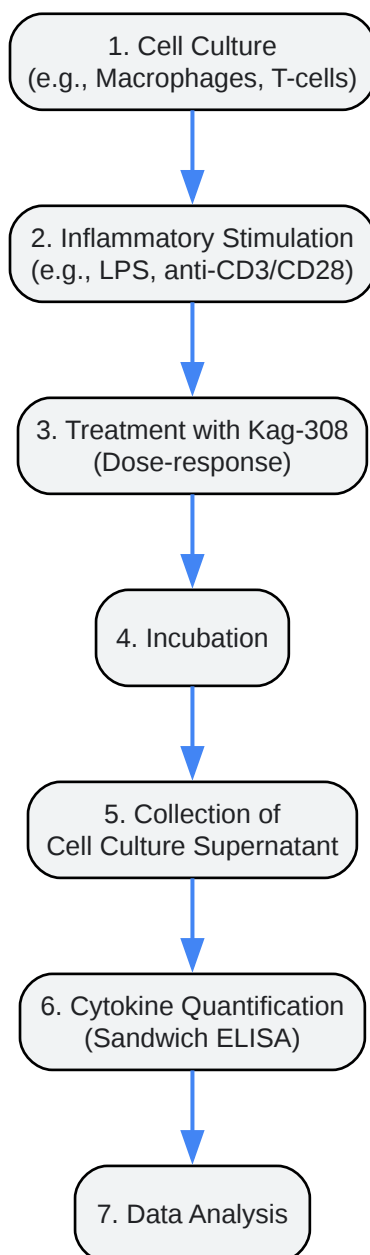 1. Cell Culture
(e.g., Macrophages, T-cells)
2. Inflammatory Stimulation
(e.g., LPS, anti-CD3/CD28)
3. Treatment with Kag-308
(Dose-response)
4. Incubation
5. Collection of
Cell Culture Supernatant
6. Cytokine Quantification
(Sandwich ELISA)
7. Data Analysis